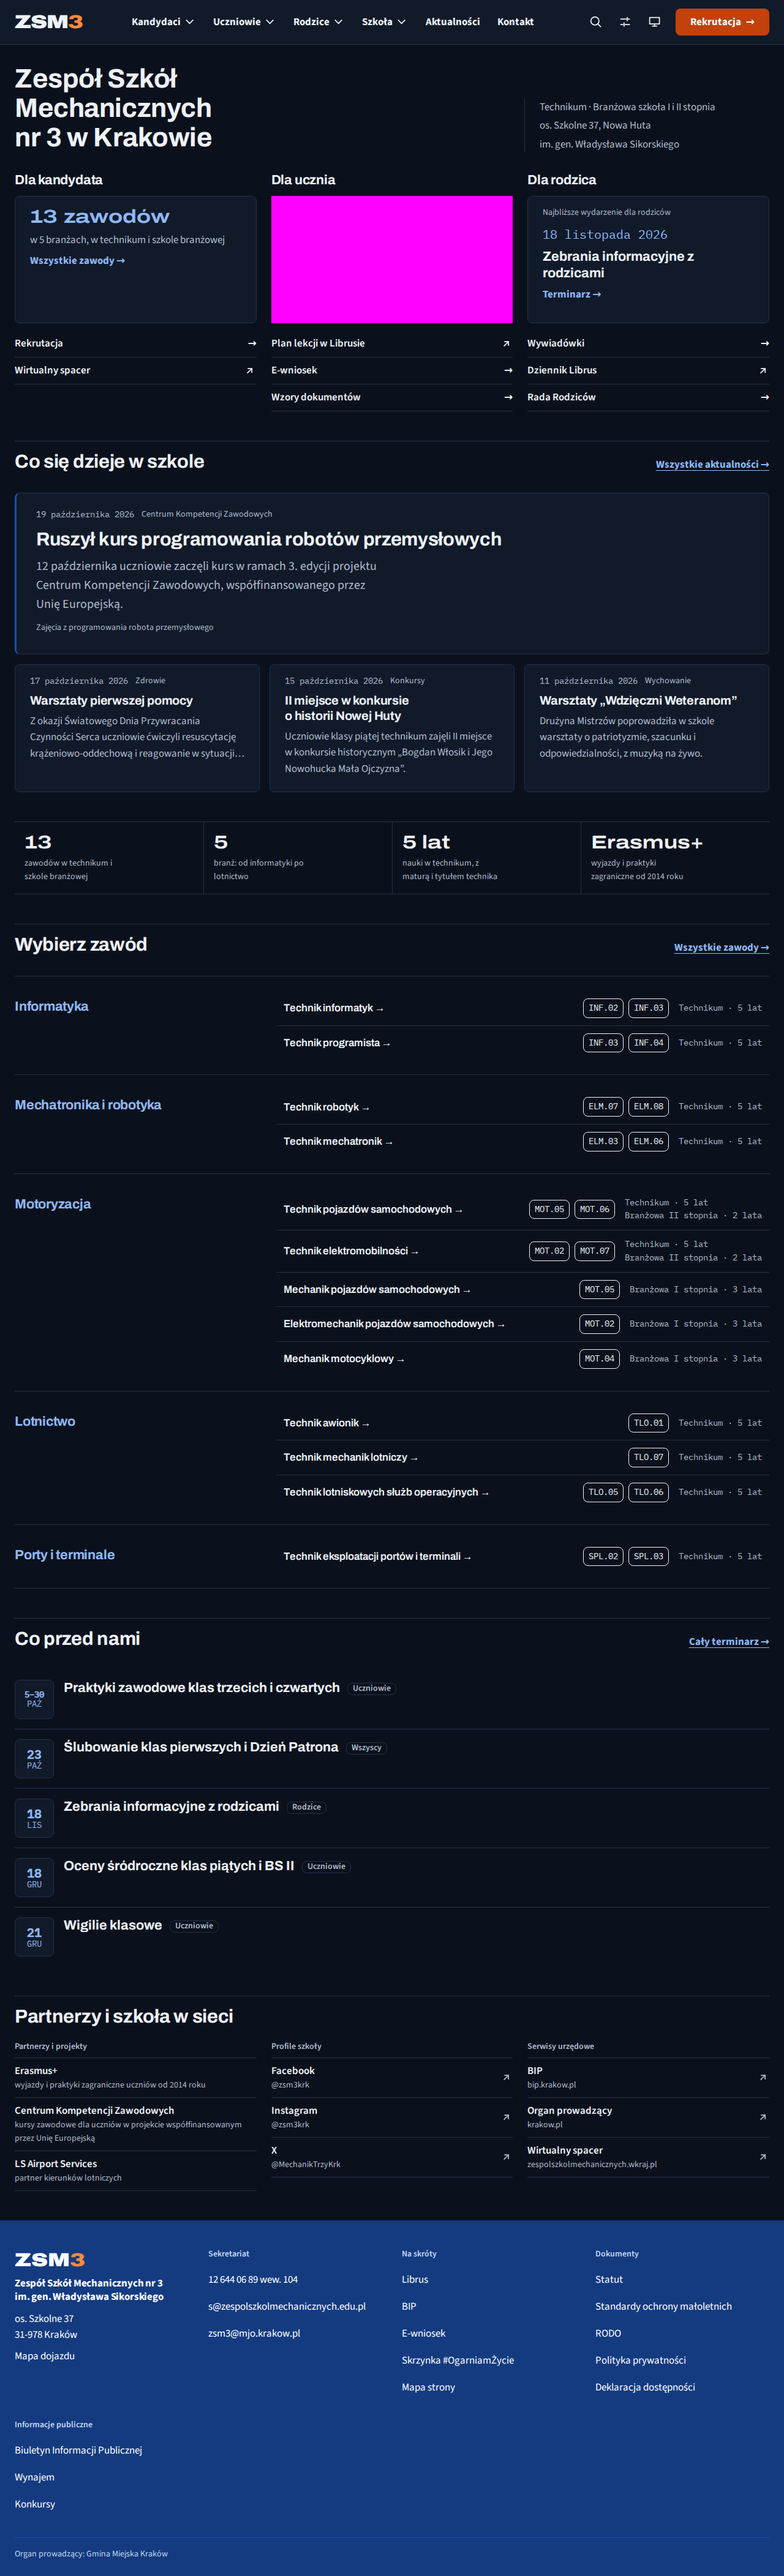 ZSM3
Kandydaci
Uczniowie
Rodzice
Szkoła
Aktualności
Kontakt
Rekrutacja →
Zespół Szkół
Mechanicznych
nr 3 w Krakowie
Technikum · Branżowa szkoła I i II stopnia
os. Szkolne 37, Nowa Huta
im. gen. Władysława Sikorskiego
Dla kandydata
13 zawodów
w 5 branżach, w technikum i szkole branżowej
Wszystkie zawody →
Rekrutacja →
Wirtualny spacer ↗
Dla ucznia
Plan lekcji w Librusie ↗
E-wniosek →
Wzory dokumentów →
Dla rodzica
Najbliższe wydarzenie dla rodziców
18 listopada 2026
Zebrania informacyjne z
rodzicami
Terminarz →
Wywiadówki →
Dziennik Librus ↗
Rada Rodziców →
Co się dzieje w szkole
Wszystkie aktualności →
19 października 2026 Centrum Kompetencji Zawodowych
Ruszył kurs programowania robotów przemysłowych
12 października uczniowie zaczęli kurs w ramach 3. edycji projektu
Centrum Kompetencji Zawodowych, współfinansowanego przez
Unię Europejską.
Zajęcia z programowania robota przemysłowego
17 października 2026 Zdrowie
Warsztaty pierwszej pomocy
Z okazji Światowego Dnia Przywracania
Czynności Serca uczniowie ćwiczyli resuscytację
krążeniowo-oddechową i reagowanie w sytuacji…
15 października 2026 Konkursy
II miejsce w konkursie
o historii Nowej Huty
Uczniowie klasy piątej technikum zajęli II miejsce
w konkursie historycznym „Bogdan Włosik i Jego
Nowohucka Mała Ojczyzna”.
11 października 2026 Wychowanie
Warsztaty „Wdzięczni Weteranom”
Drużyna Mistrzów poprowadziła w szkole
warsztaty o patriotyzmie, szacunku i
odpowiedzialności, z muzyką na żywo.
13
zawodów w technikum i
szkole branżowej
5
branż: od informatyki po
lotnictwo
5 lat
nauki w technikum, z
maturą i tytułem technika
Erasmus+
wyjazdy i praktyki
zagraniczne od 2014 roku
Wybierz zawód
Wszystkie zawody →
Informatyka
Technik informatyk → INF.02 INF.03 Technikum · 5 lat
Technik programista → INF.03 INF.04 Technikum · 5 lat
Mechatronika i robotyka
Technik robotyk → ELM.07 ELM.08 Technikum · 5 lat
Technik mechatronik → ELM.03 ELM.06 Technikum · 5 lat
Motoryzacja
Technik pojazdów samochodowych → MOT.05 MOT.06 Technikum · 5 lat
Branżowa II stopnia · 2 lata
Technik elektromobilności → MOT.02 MOT.07 Technikum · 5 lat
Branżowa II stopnia · 2 lata
Mechanik pojazdów samochodowych → MOT.05 Branżowa I stopnia · 3 lata
Elektromechanik pojazdów samochodowych → MOT.02 Branżowa I stopnia · 3 lata
Mechanik motocyklowy → MOT.04 Branżowa I stopnia · 3 lata
Lotnictwo
Technik awionik → TLO.01 Technikum · 5 lat
Technik mechanik lotniczy → TLO.07 Technikum · 5 lat
Technik lotniskowych służb operacyjnych → TLO.05 TLO.06 Technikum · 5 lat
Porty i terminale
Technik eksploatacji portów i terminali → SPL.02 SPL.03 Technikum · 5 lat
Co przed nami
Cały terminarz →
5–30
PAŹ
Praktyki zawodowe klas trzecich i czwartych Uczniowie
23
PAŹ
Ślubowanie klas pierwszych i Dzień Patrona Wszyscy
18
LIS
Zebrania informacyjne z rodzicami Rodzice
18
GRU
Oceny śródroczne klas piątych i BS II Uczniowie
21
GRU
Wigilie klasowe Uczniowie
Partnerzy i szkoła w sieci
Partnerzy i projekty
Erasmus+
wyjazdy i praktyki zagraniczne uczniów od 2014 roku
Centrum Kompetencji Zawodowych
kursy zawodowe dla uczniów w projekcie współfinansowanym
przez Unię Europejską
LS Airport Services
partner kierunków lotniczych
Profile szkoły
Facebook ↗
@zsm3krk
Instagram ↗
@zsm3krk
X ↗
@MechanikTrzyKrk
Serwisy urzędowe
BIP ↗
bip.krakow.pl
Organ prowadzący ↗
krakow.pl
Wirtualny spacer ↗
zespolszkolmechanicznych.wkraj.pl
ZSM3
Zespół Szkół Mechanicznych nr 3
im. gen. Władysława Sikorskiego
os. Szkolne 37
31-978 Kraków
Mapa dojazdu
Sekretariat
12 644 06 89 wew. 104
s@zespolszkolmechanicznych.edu.pl
zsm3@mjo.krakow.pl
Na skróty
Librus
BIP
E-wniosek
Skrzynka #OgarniamŻycie
Mapa strony
Dokumenty
Statut
Standardy ochrony małoletnich
RODO
Polityka prywatności
Deklaracja dostępności
Informacje publiczne
Biuletyn Informacji Publicznej
Wynajem
Konkursy
Organ prowadzący: Gmina Miejska Kraków